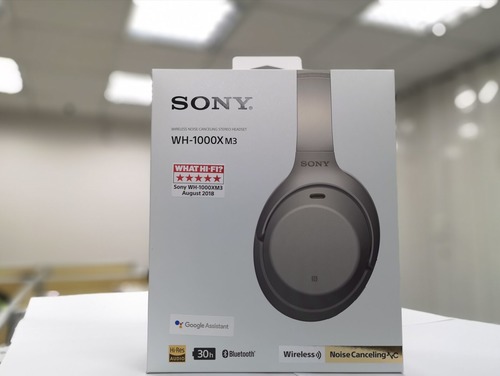 SONY
WIRELESS NOISE CANCELING STEREO HEADSET
WH-1000XM3
SONY
WHAT HI-FI?
Sony WH-1000XM3
August 2018
Google Assistant
Hi-Res
AUDIO
30h
Bluetooth
Wireless
Noise Canceling